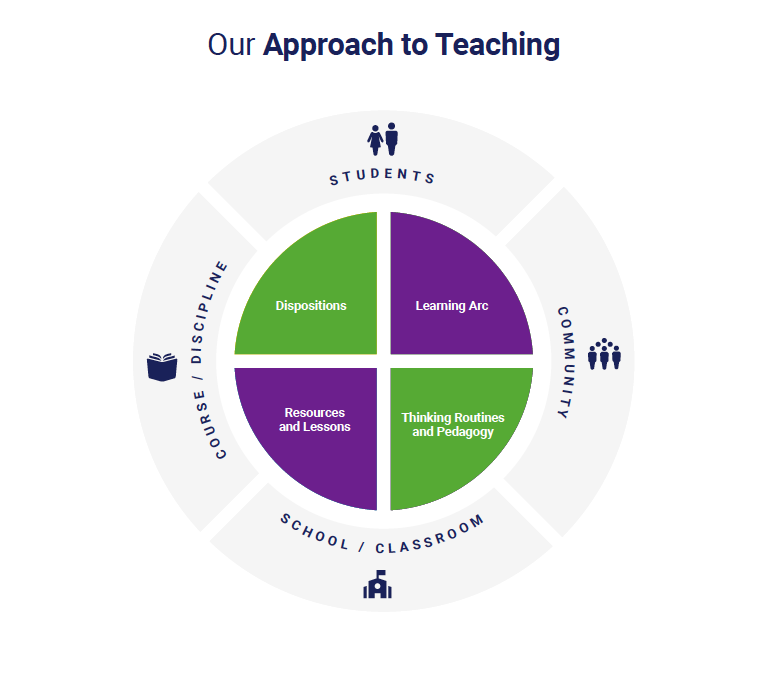 Our Approach to Teaching
STUDENTS
COURSE / DISCIPLINE
COMMUNITY
Dispositions
Learning Arc
Resources
and Lessons
Thinking Routines
and Pedagogy
SCHOOL / CLASSROOM